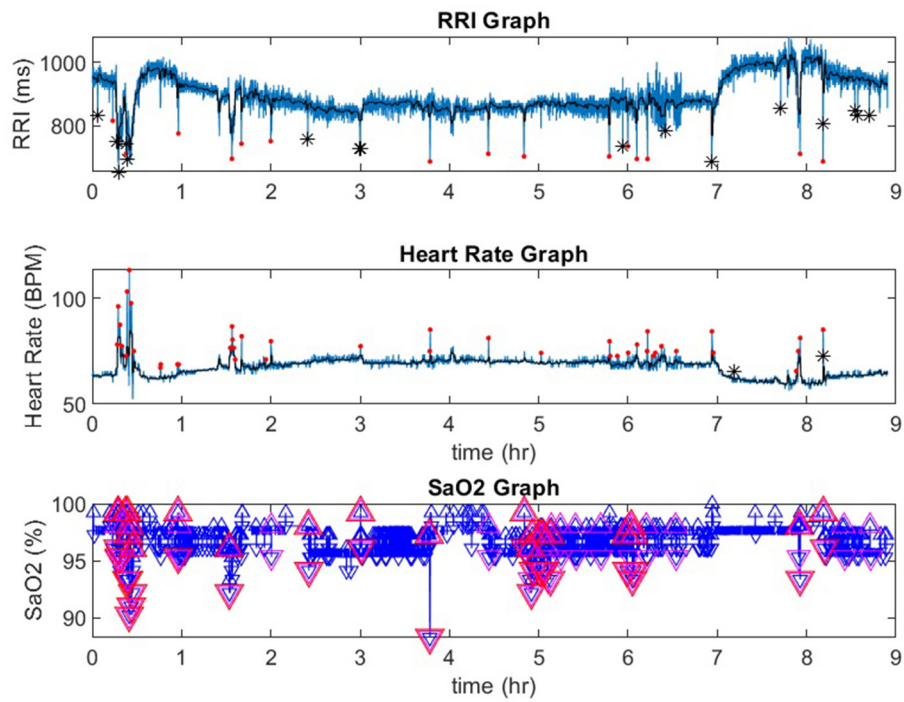 RRI Graph
RRI (ms)
1000
800
0 1 2 3 4 5 6 7 8 9
Heart Rate Graph
Heart Rate (BPM)
100
50
0 1 2 3 4 5 6 7 8 9
time (hr)
SaO2 Graph
SaO2 (%)
100
95
90
0 1 2 3 4 5 6 7 8 9
time (hr)